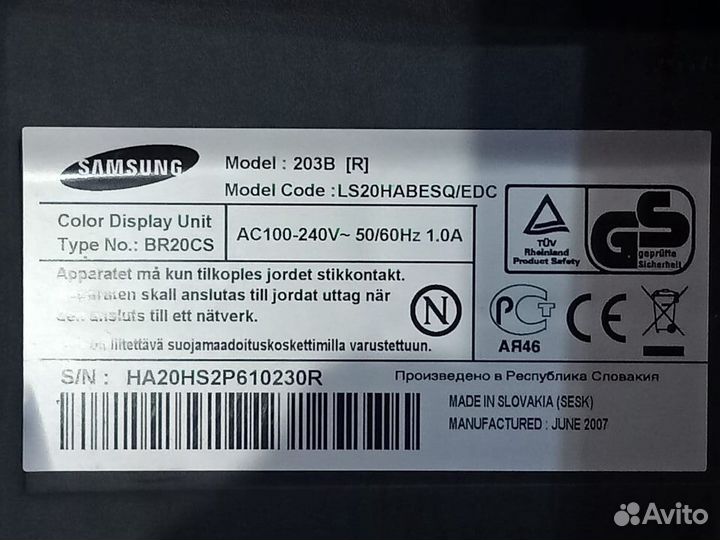 SAMSUNG
Model : 203B [R]
Model Code :LS20HABESQ/EDC
Color Display Unit
Type No.: BR20CS
AC100-240V~ 50/60Hz 1.0A
TÜV
Rheinland
Product Safety
GS
geprüfte
Sicherheit
Apparatet må kun tilkoples jordet stikkontakt.
skall anslutas till jordat uttag när
ansluts till ett nätverk.
on liitettävä suojamaadoituskoskettimilla varustettuun.
N
РСТ
АЯ46
CE
S/N : HA20HS2P610230R
Произведено в Республика Словакия
MADE IN SLOVAKIA (SESK)
MANUFACTURED : JUNE 2007
Avito